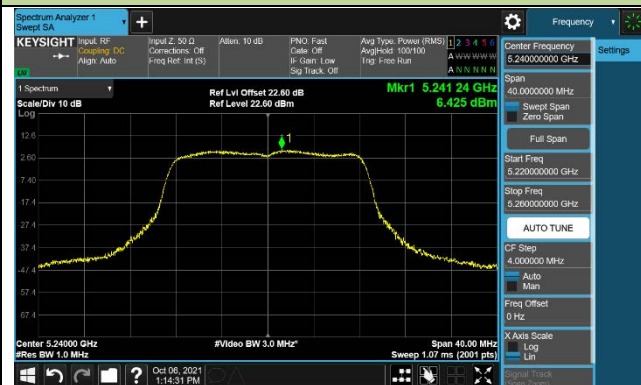 Spectrum Analyzer 1
Swept SA
+
Frequency
KEYSIGHT
Input: RF
Coupling: DC
Align: Auto
Input Z: 50 Ω
Corrections: Off
Freq Ref: Int (S)
Atten: 10 dB
PNO: Fast
Gate: Off
IF Gain: Low
Sig Track: Off
Avg Type: Power (RMS)
Avg|Hold: 100/100
Trig: Free Run
1 2 3 4 5 6
A W W W W W
A N N N N N
LXI
1 Spectrum
Scale/Div 10 dB
Log
Ref Lvl Offset 22.60 dB
Ref Level 22.60 dBm
Mkr1 5.241 24 GHz
6.425 dBm
1
12.6
2.60
-7.40
-17.4
-27.4
-37.4
-47.4
-57.4
-67.4
Center 5.24000 GHz
#Res BW 1.0 MHz
#Video BW 3.0 MHz*
Span 40.00 MHz
Sweep 1.07 ms (2001 pts)
Center Frequency
5.240000000 GHz
Settings
Span
40.0000000 MHz
Swept Span
Zero Span
Full Span
Start Freq
5.220000000 GHz
Stop Freq
5.260000000 GHz
AUTO TUNE
CF Step
4.000000 MHz
Auto
Man
Freq Offset
0 Hz
X Axis Scale
Log
Lin
Signal Track
(Span Zoom)
?
Oct 06, 2021
1:14:31 PM